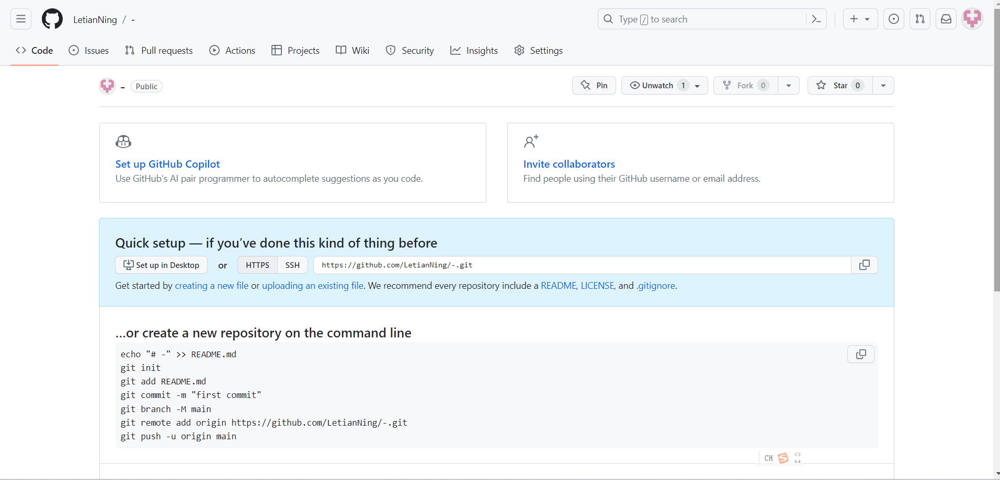 LetianNing / -
Type / to search
Code Issues Pull requests Actions Projects Wiki Security Insights Settings
- Public
Pin Unwatch 1 Fork 0 Star 0
Set up GitHub Copilot
Use GitHub's AI pair programmer to autocomplete suggestions as you code.
Invite collaborators
Find people using their GitHub username or email address.
Quick setup — if you’ve done this kind of thing before
Set up in Desktop or HTTPS SSH https://github.com/LetianNing/-.git
Get started by creating a new file or uploading an existing file. We recommend every repository include a README, LICENSE, and .gitignore.
…or create a new repository on the command line
echo "# -" >> README.md
git init
git add README.md
git commit -m "first commit"
git branch -M main
git remote add origin https://github.com/LetianNing/-.git
git push -u origin main
CH S